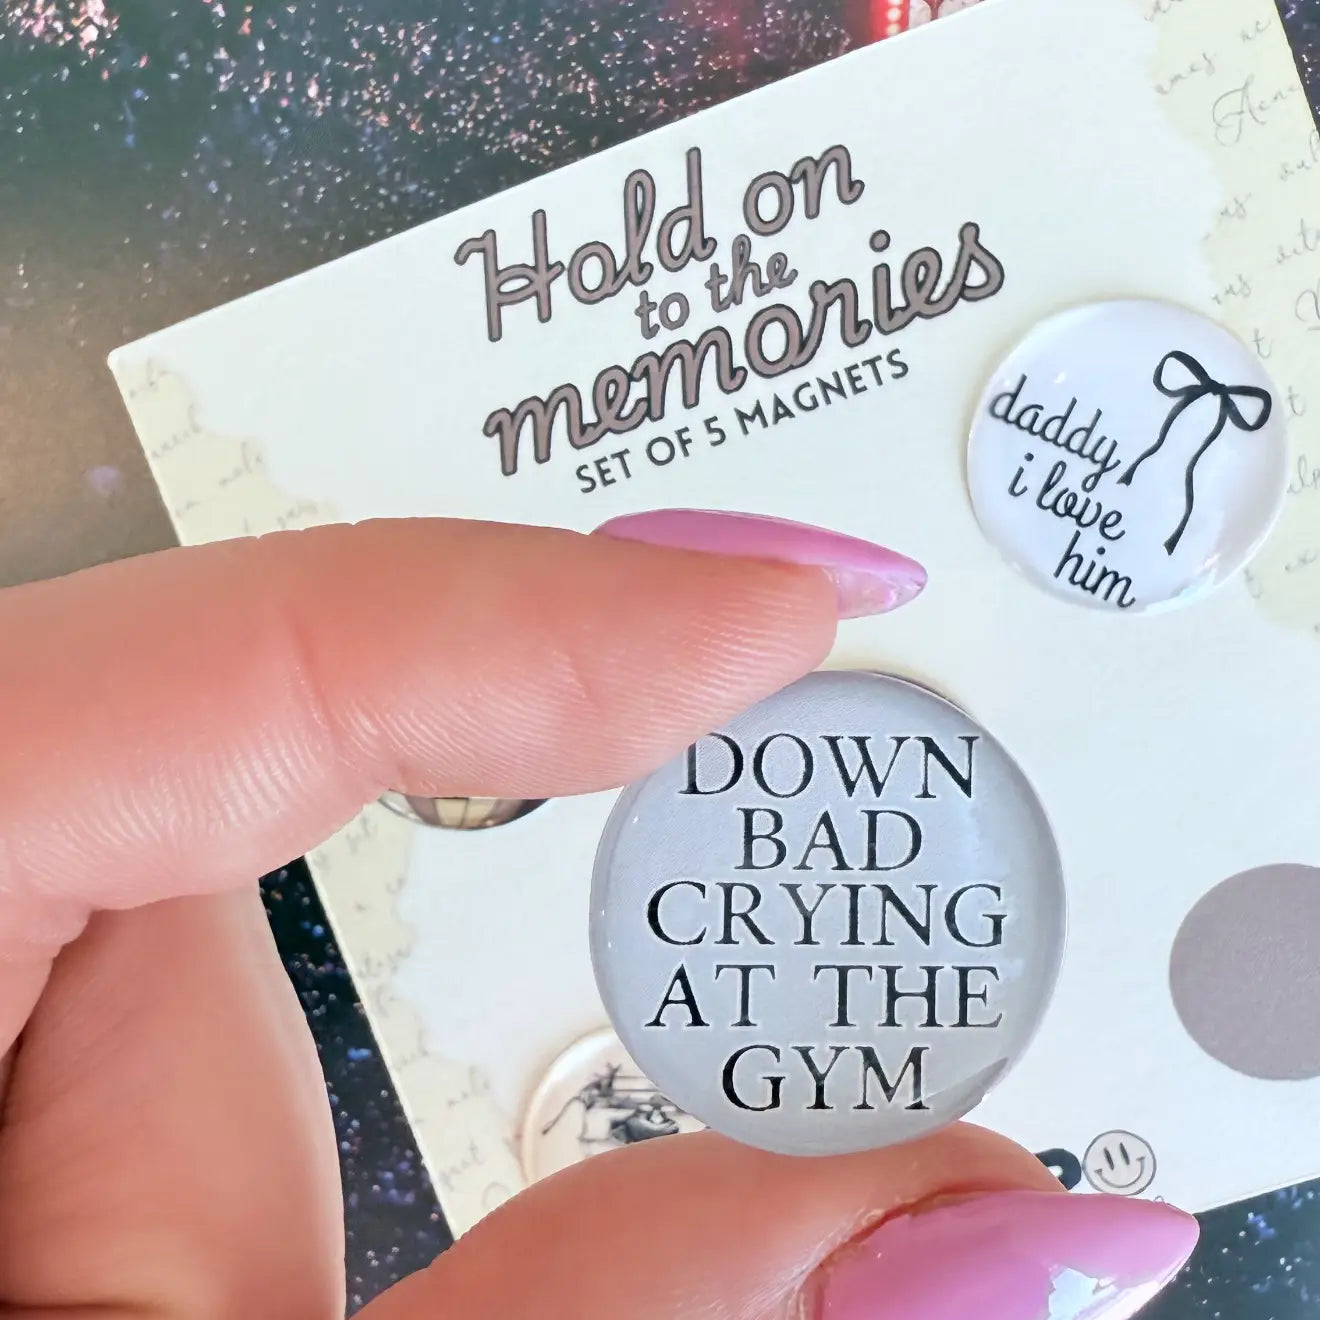 Hold on
to the
memories
SET OF 5 MAGNETS
daddy
i love
him
DOWN
BAD
CRYING
AT THE
GYM